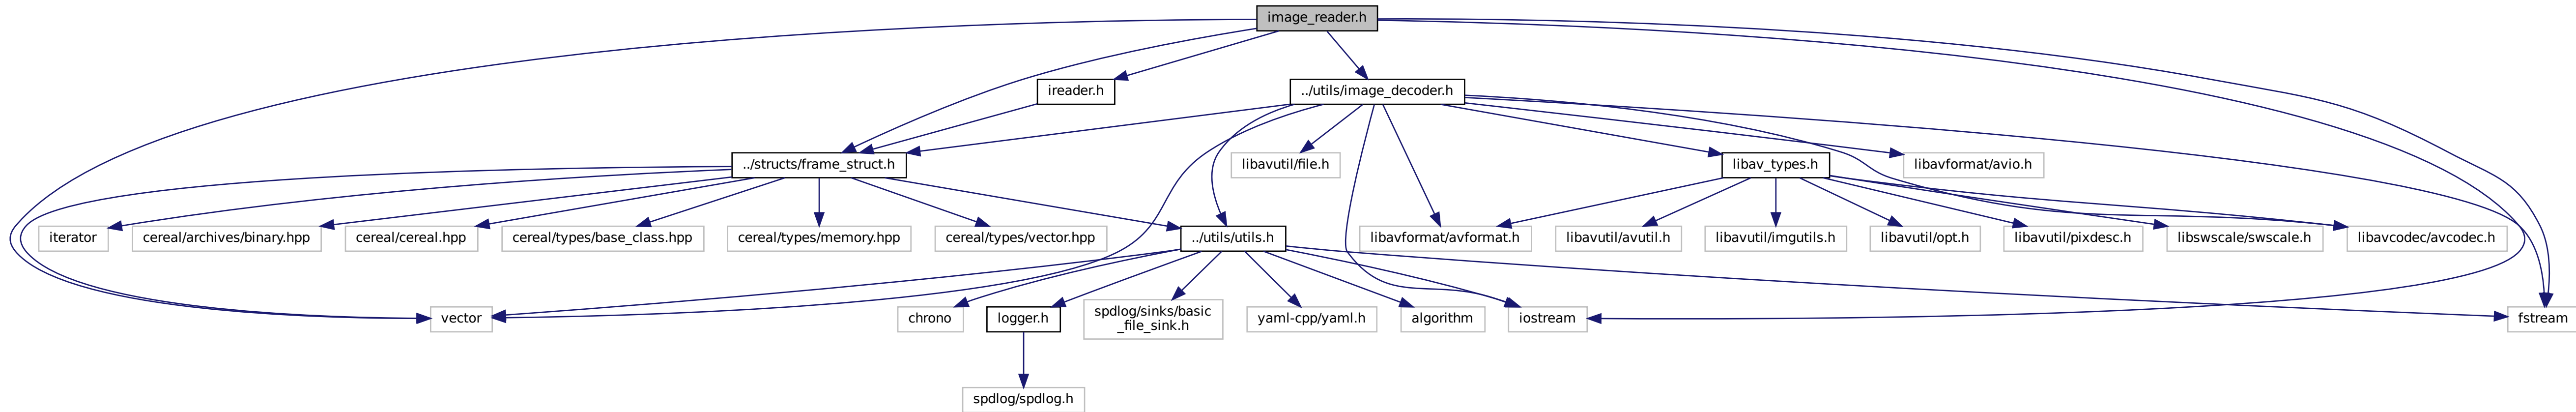 image_reader.h
ireader.h
../utils/image_decoder.h
../structs/frame_struct.h
libavutil/file.h
libav_types.h
libavformat/avio.h
iterator
cereal/archives/binary.hpp
cereal/cereal.hpp
cereal/types/base_class.hpp
cereal/types/memory.hpp
cereal/types/vector.hpp
../utils/utils.h
libavformat/avformat.h
libavutil/avutil.h
libavutil/imgutils.h
libavutil/opt.h
libavutil/pixdesc.h
libswscale/swscale.h
libavcodec/avcodec.h
vector
chrono
logger.h
spdlog/sinks/basic
_file_sink.h
yaml-cpp/yaml.h
algorithm
iostream
fstream
spdlog/spdlog.h